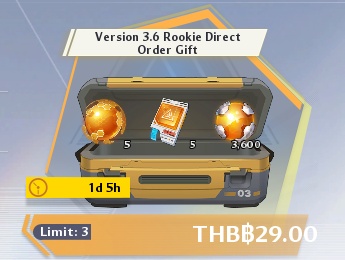 Version 3.6 Rookie Direct
Order Gift
5
5
3,600
03
1d 5h
Limit: 3
THB฿29.00